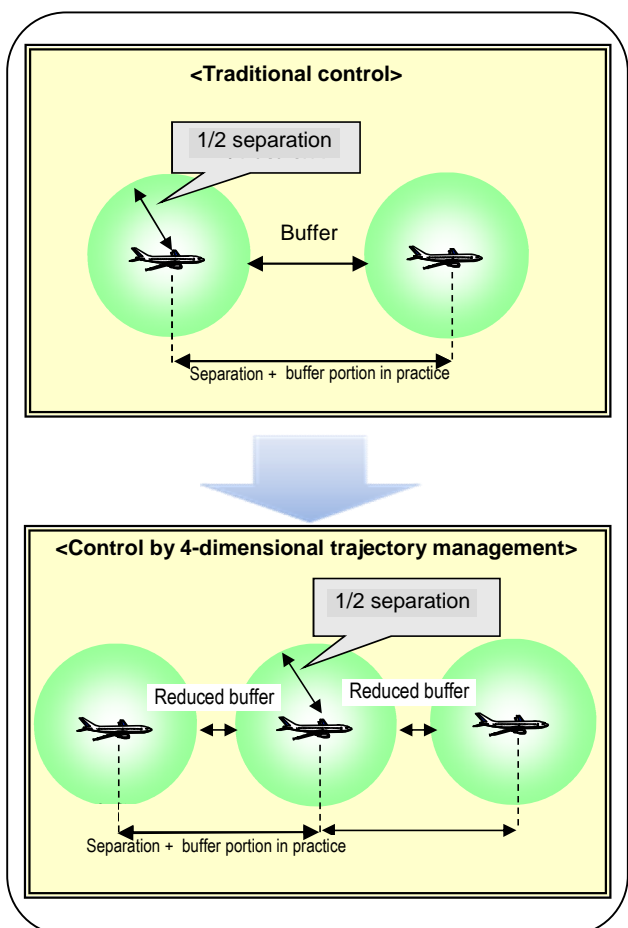 <Traditional control>
1/2 separation
Buffer
Separation + buffer portion in practice
<Control by 4-dimensional trajectory management>
1/2 separation
Reduced buffer
Reduced buffer
Separation + buffer portion in practice